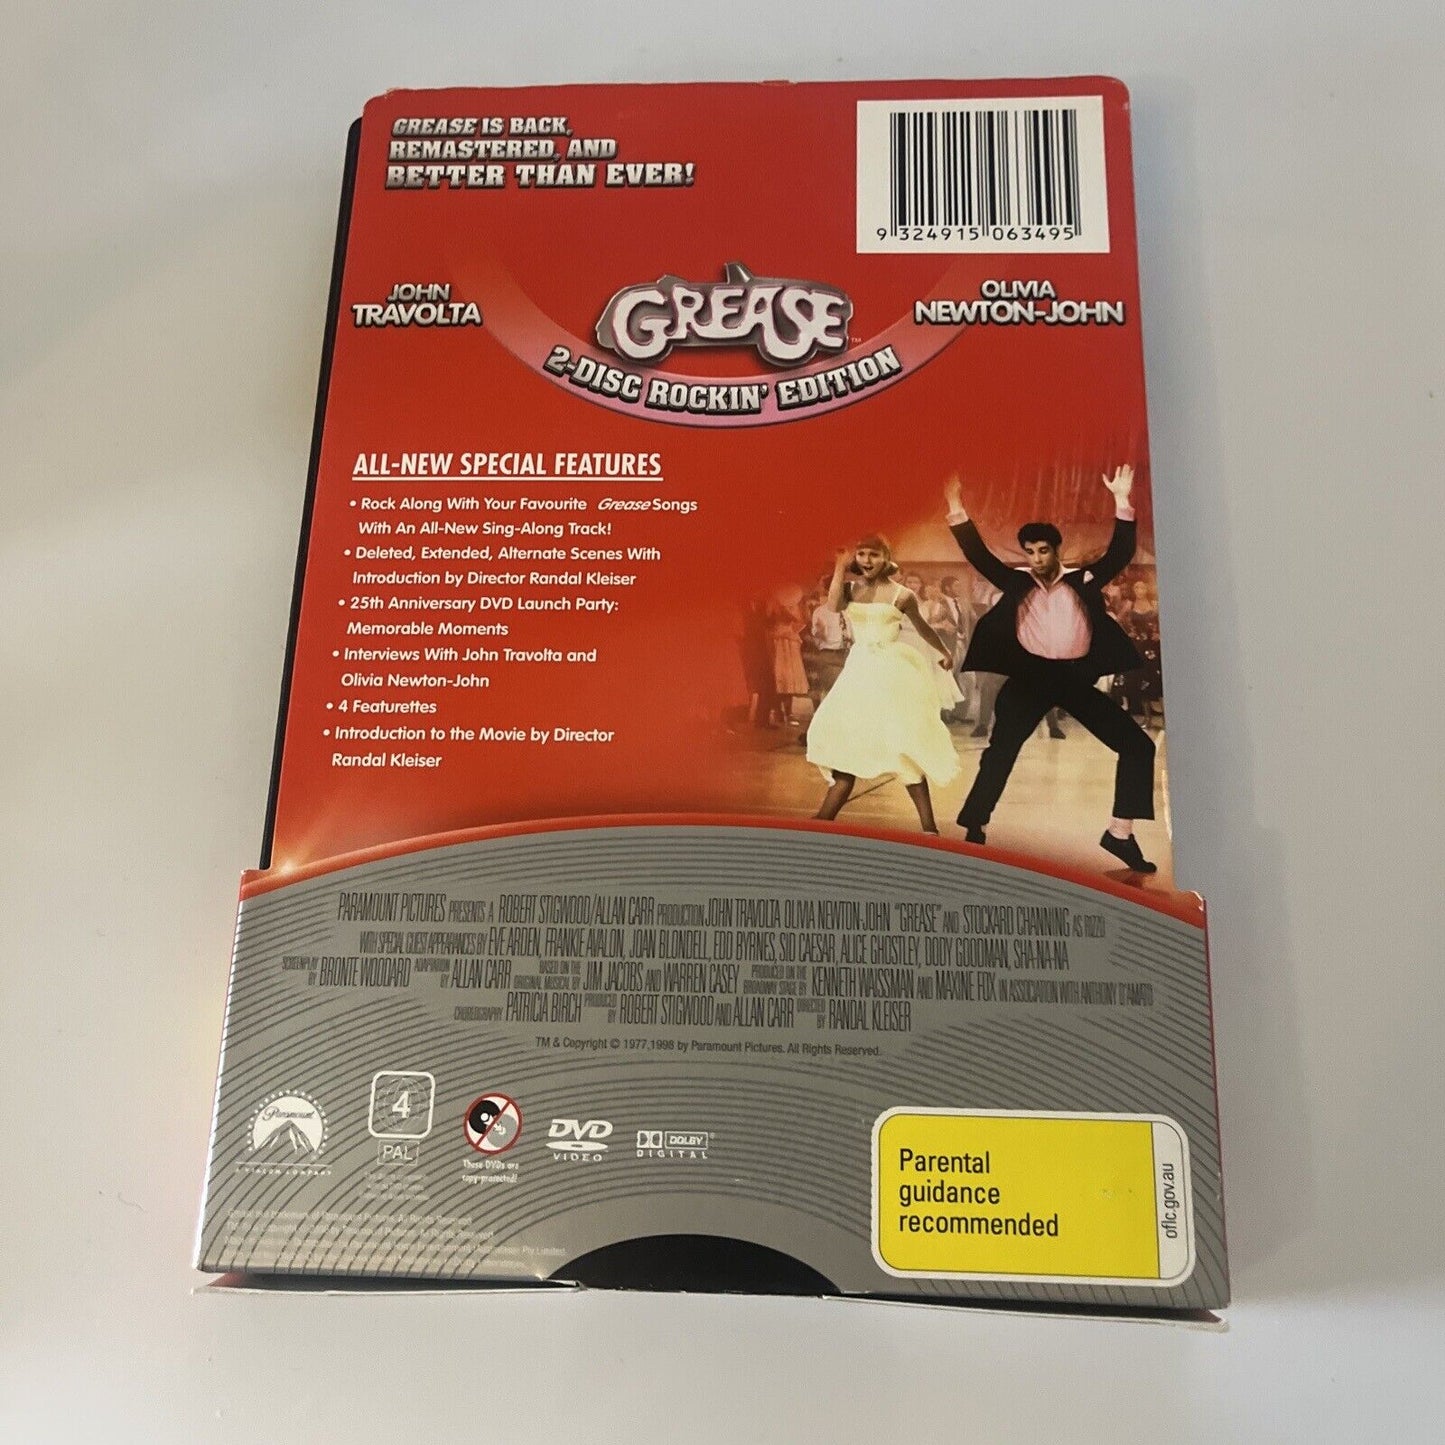 GREASE IS BACK,
REMASTERED, AND
BETTER THAN EVER!
9 324915 063495
JOHN
TRAVOLTA
GREASE™
2-DISC ROCKIN' EDITION
OLIVIA
NEWTON-JOHN
ALL-NEW SPECIAL FEATURES
• Rock Along With Your Favourite Grease Songs
With An All-New Sing-Along Track!
• Deleted, Extended, Alternate Scenes With
Introduction by Director Randal Kleiser
• 25th Anniversary DVD Launch Party:
Memorable Moments
• Interviews With John Travolta and
Olivia Newton-John
• 4 Featurettes
• Introduction to the Movie by Director
Randal Kleiser
PARAMOUNT PICTURES PRESENTS A ROBERT STIGWOOD/ALLAN CARR PRODUCTION JOHN TRAVOLTA OLIVIA NEWTON-JOHN "GREASE" AND STOCKARD CHANNING AS RIZZO
WITH SPECIAL GUEST APPEARANCES BY EVE ARDEN, FRANKIE AVALON, JOAN BLONDELL, EDD BYRNES, SID CAESAR, ALICE GHOSTLEY, DODY GOODMAN, SHA-NA-NA
SCREENPLAY BY BRONTE WOODARD ADAPTATION BY ALLAN CARR BASED ON THE ORIGINAL MUSICAL BY JIM JACOBS AND WARREN CASEY PRODUCED ON THE BROADWAY STAGE BY KENNETH WAISSMAN AND MAXINE FOX IN ASSOCIATION WITH ANTHONY D'AMATO
CHOREOGRAPHY PATRICIA BIRCH PRODUCED BY ROBERT STIGWOOD AND ALLAN CARR DIRECTED BY RANDAL KLEISER
TM & Copyright © 1977,1998 by Paramount Pictures. All Rights Reserved.
Paramount
A VIACOM COMPANY
4
PAL
These DVDs are
copy-protected!
DVD
VIDEO
DOLBY
DIGITAL
Parental
guidance
recommended
oflc.gov.au